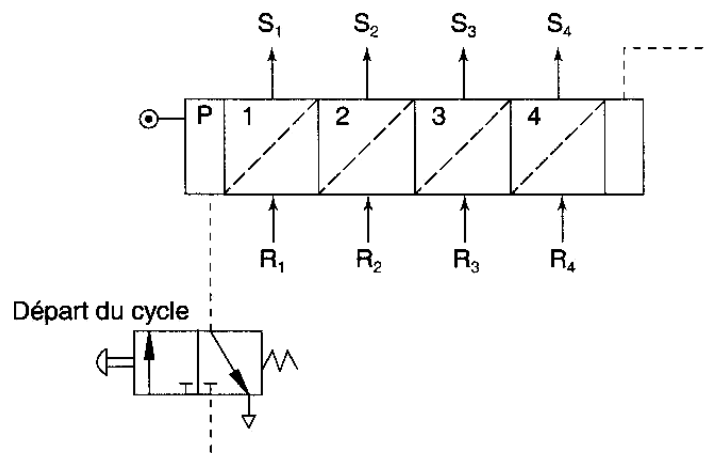 S₁ S₂ S₃ S₄
P 1 2 3 4
R₁ R₂ R₃ R₄
Départ du cycle